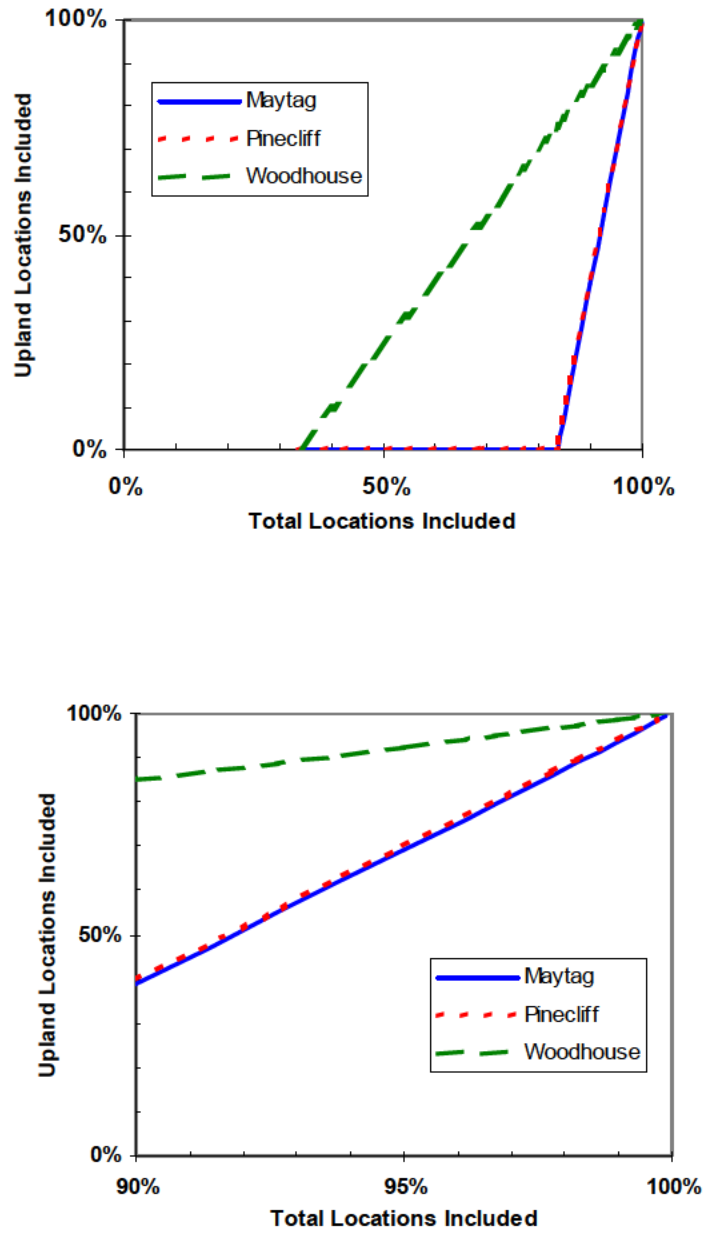 100%
Maytag
Pinecliff
Woodhouse
50%
0%
Upland Locations Included
0%
50%
100%
Total Locations Included
100%
50%
0%
Upland Locations Included
Maytag
Pinecliff
Woodhouse
90%
95%
100%
Total Locations Included